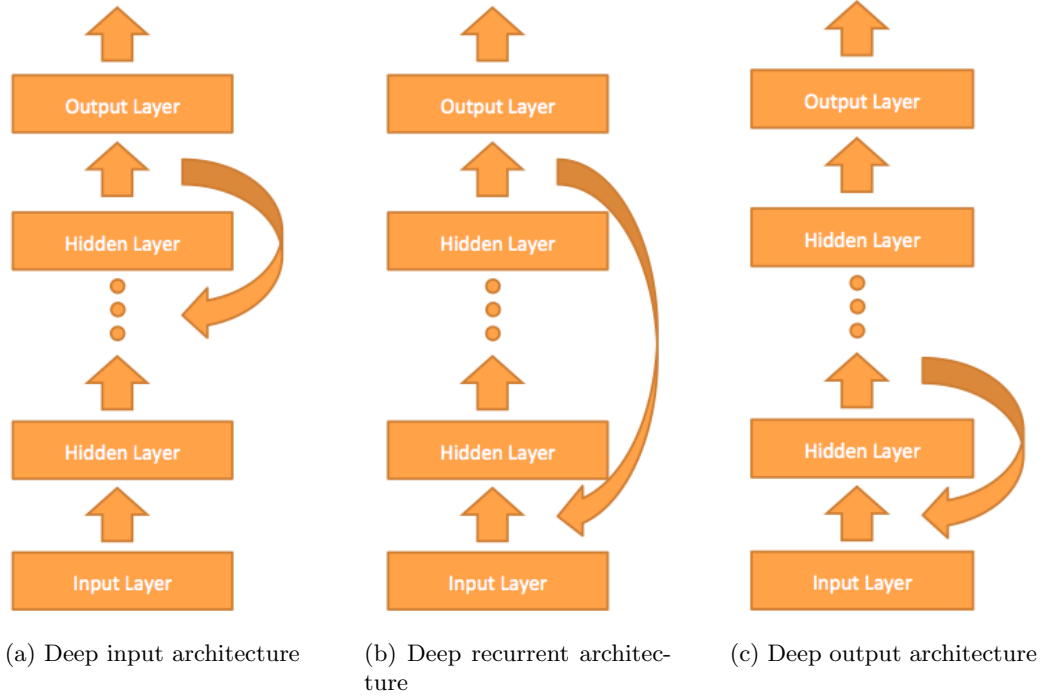 Output Layer
Hidden Layer
Hidden Layer
Input Layer
(a) Deep input architecture
Output Layer
Hidden Layer
Hidden Layer
Input Layer
(b) Deep recurrent architec-
ture
Output Layer
Hidden Layer
Hidden Layer
Input Layer
(c) Deep output architecture